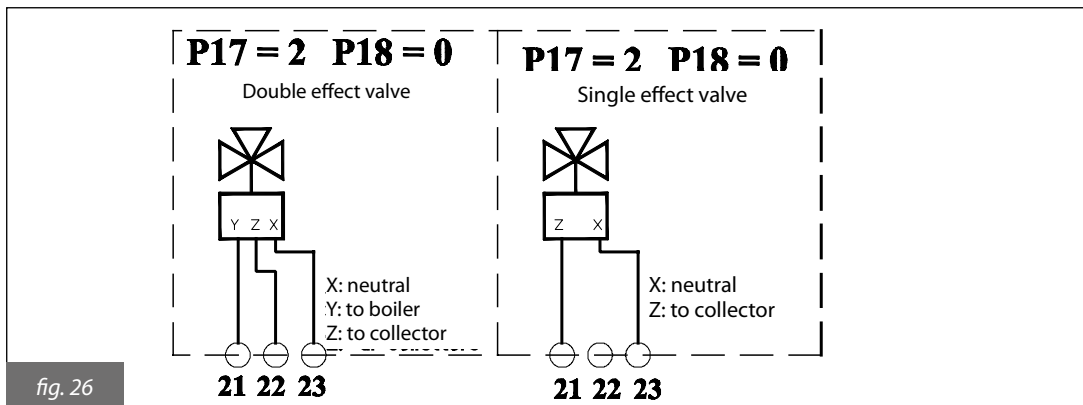 P17 = 2 P18 = 0
Double effect valve
Y Z X
X: neutral
Y: to boiler
Z: to collector
21 22 23
P17 = 2 P18 = 0
Single effect valve
Z X
X: neutral
Z: to collector
21 22 23
fig. 26